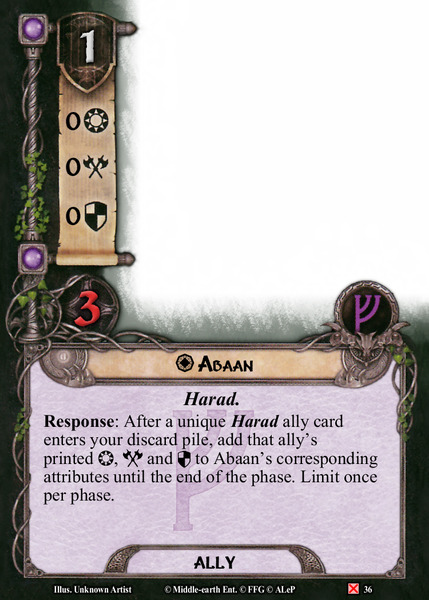 1
0
0
0
3
Abaan
Harad.
Response: After a unique Harad ally card
enters your discard pile, add that ally's
printed , and to Abaan's corresponding
attributes until the end of the phase. Limit once
per phase.
ALLY
Illus. Unknown Artist © Middle-earth Ent. © FFG © ALeP 36